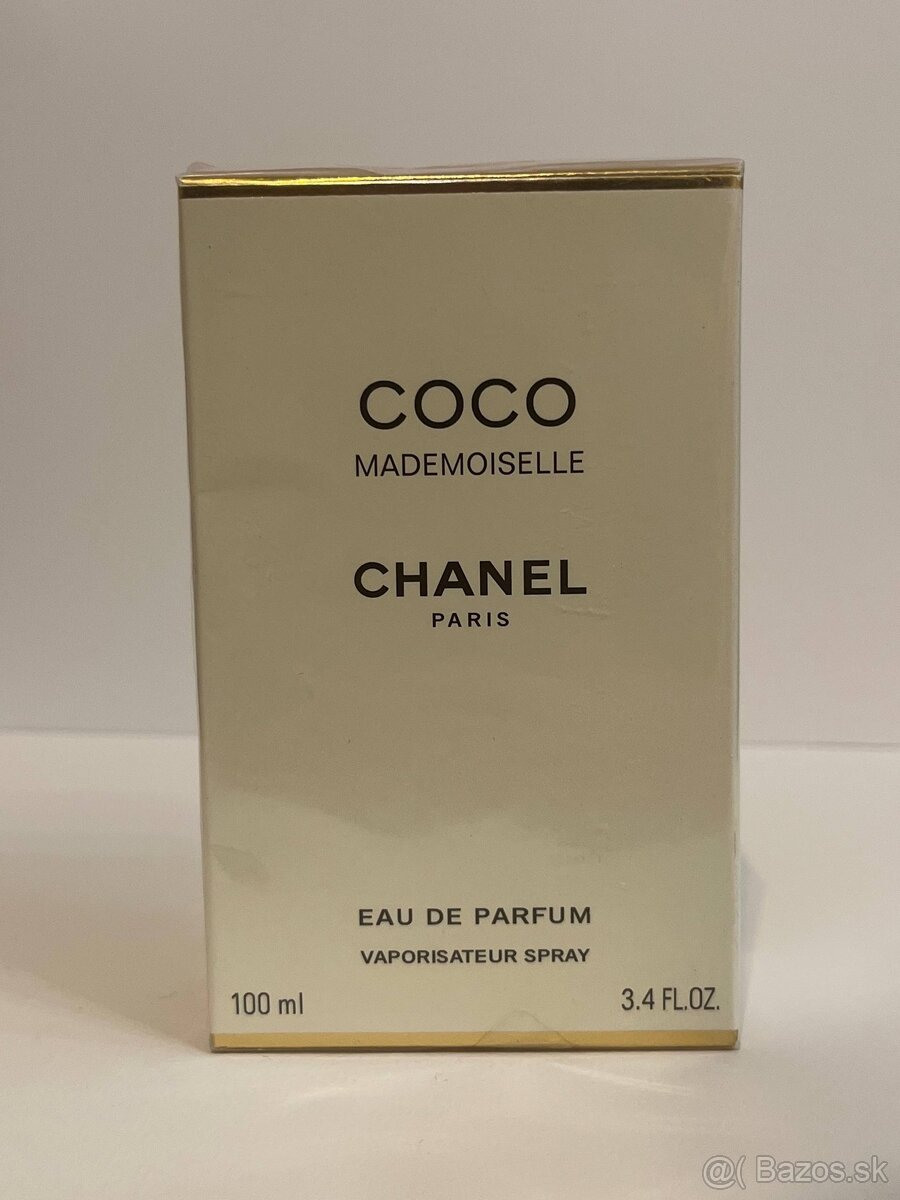 COCO
MADEMOISELLE
CHANEL
PARIS
EAU DE PARFUM
VAPORISATEUR SPRAY
100 ml
3.4 FL.OZ.
@( Bazos.sk